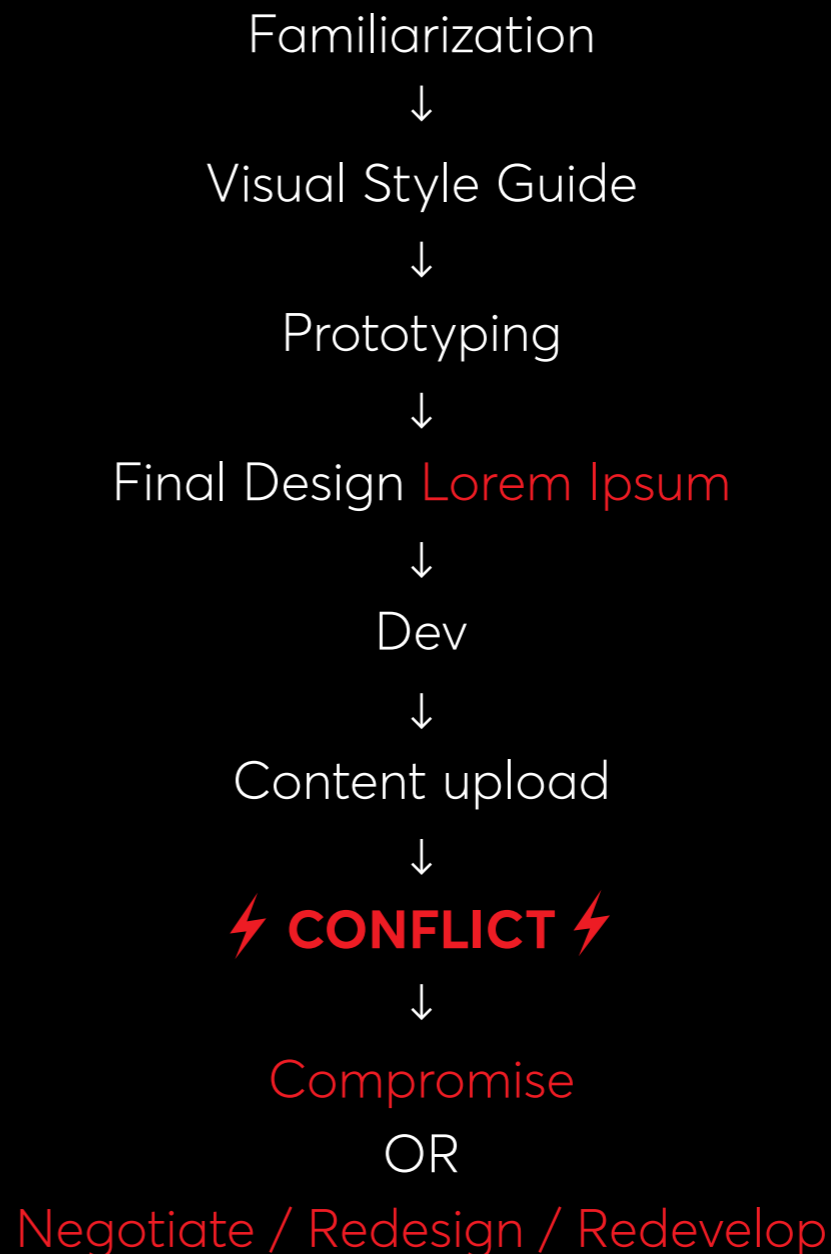 Familiarization
↓
Visual Style Guide
↓
Prototyping
↓
Final Design Lorem Ipsum
↓
Dev
↓
Content upload
↓
⚡ CONFLICT ⚡
↓
Compromise
OR
Negotiate / Redesign / Redevelop